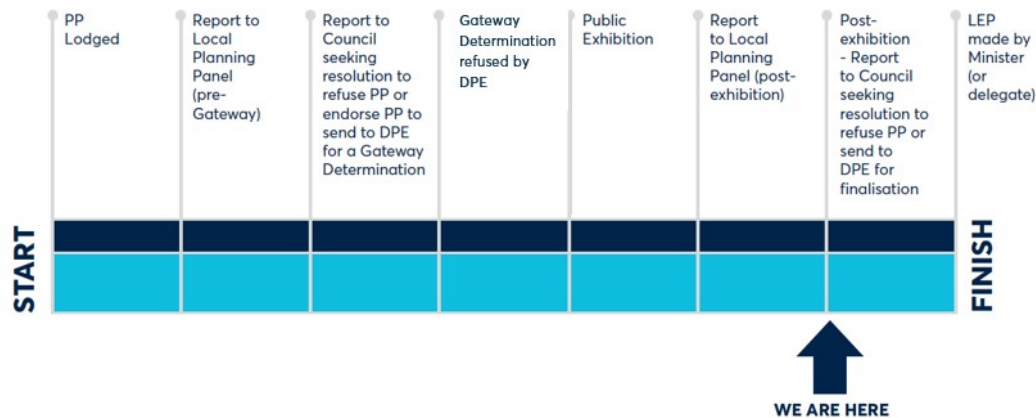 PP
Lodged
Report to
Local
Planning
Panel
(pre-
Gateway)
Report to
Council
seeking
resolution to
refuse PP or
endorse PP to
send to DPE
for a Gateway
Determination
Gateway
Determination
refused by
DPE
Public
Exhibition
Report
to Local
Planning
Panel (post-
exhibition)
Post-
exhibition
- Report
to Council
seeking
resolution to
refuse PP or
send to
DPE for
finalisation
LEP
made by
Minister
(or
delegate)
START
FINISH
WE ARE HERE